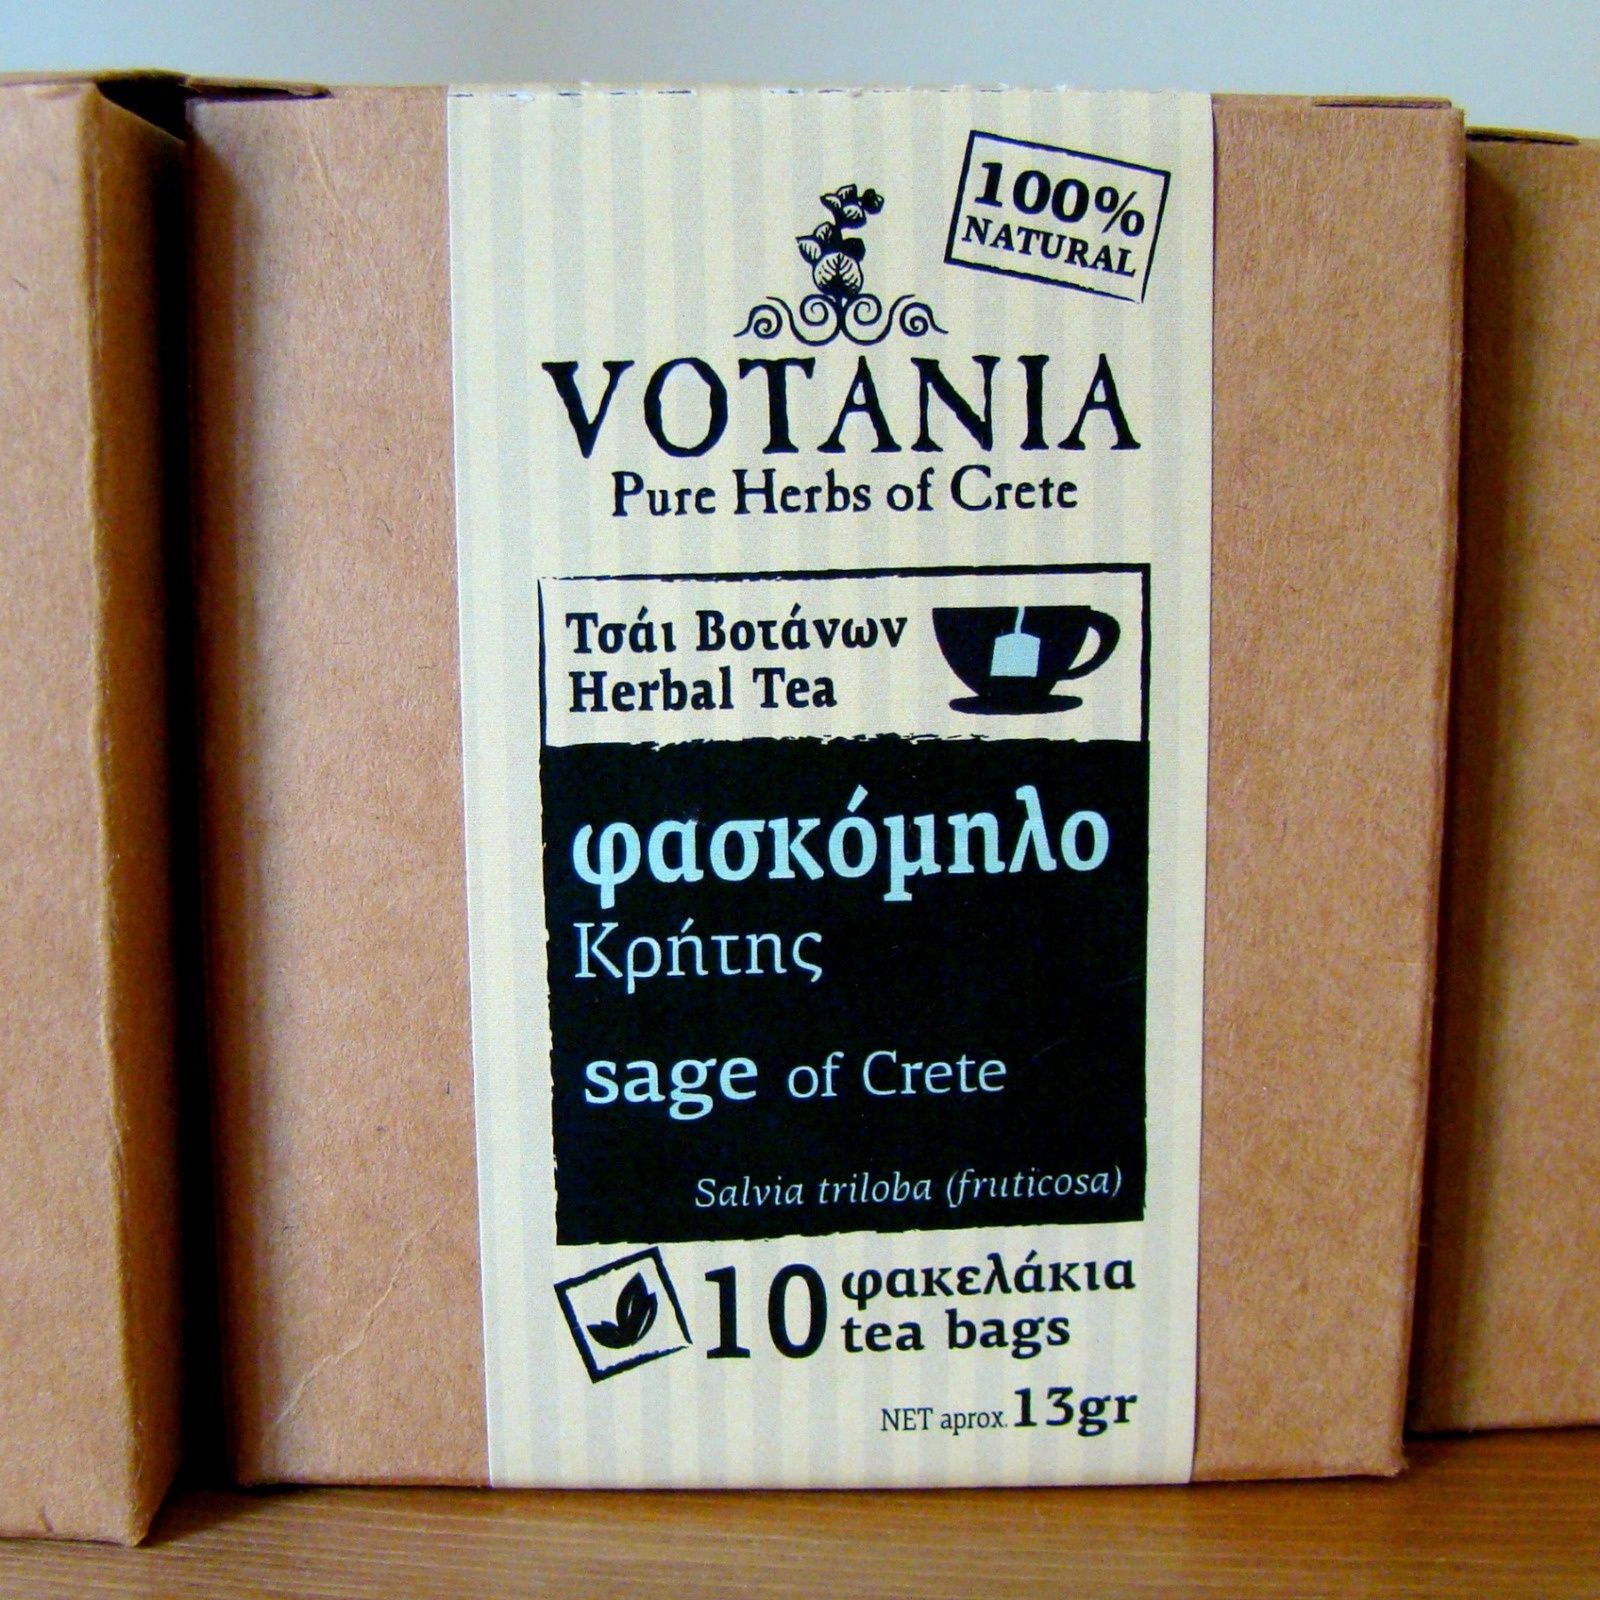 100%
NATURAL
VOTANIA
Pure Herbs of Crete
Τσάι Βοτάνων
Herbal Tea
φασκόμηλο
Κρήτης
sage of Crete
Salvia triloba (fruticosa)
10 φακελάκια
tea bags
NET aprox. 13gr